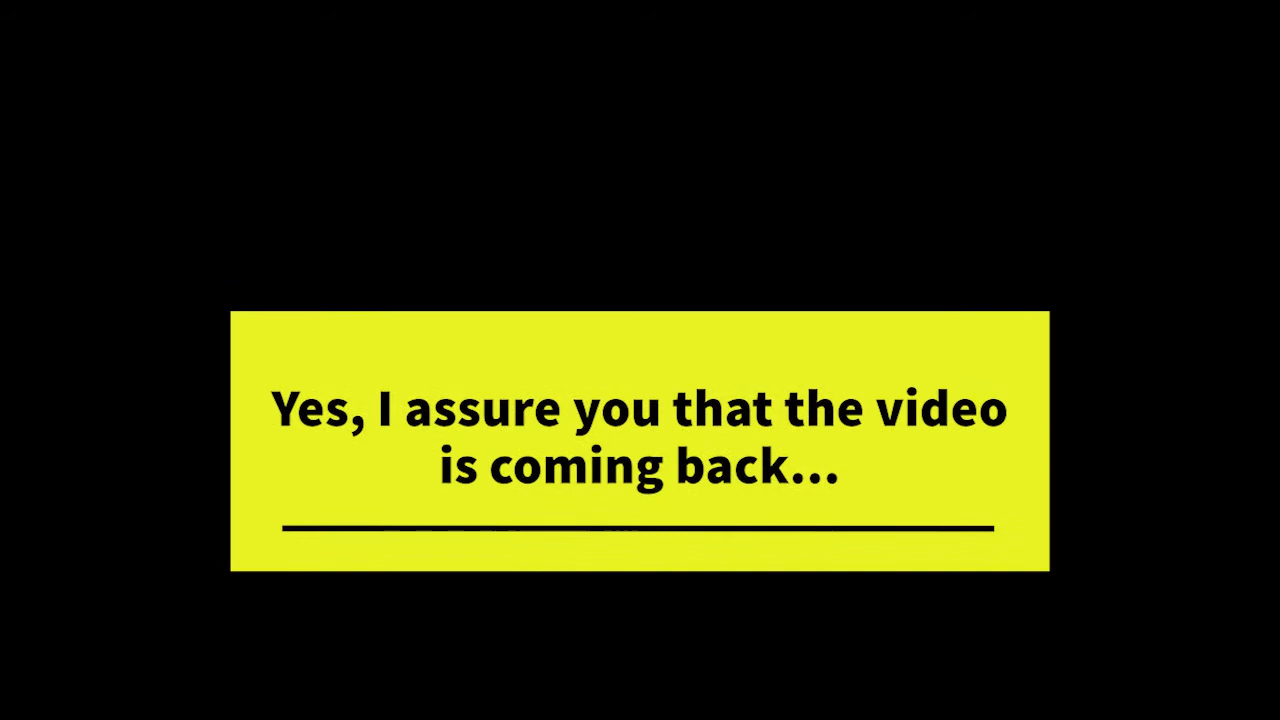 Yes, I assure you that the video
is coming back...